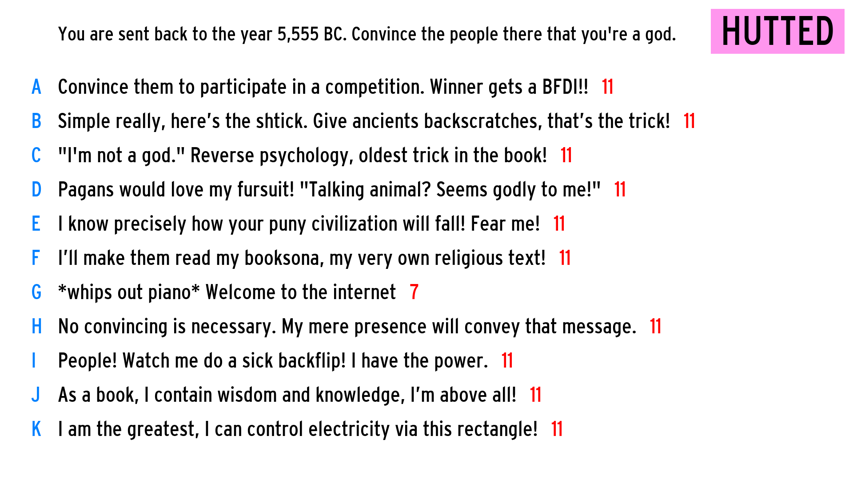 You are sent back to the year 5,555 BC. Convince the people there that you're a god.
HUTTED
A Convince them to participate in a competition. Winner gets a BFDI!! 11
B Simple really, here’s the shtick. Give ancients backscratches, that’s the trick! 11
C "I'm not a god." Reverse psychology, oldest trick in the book! 11
D Pagans would love my fursuit! "Talking animal? Seems godly to me!" 11
E I know precisely how your puny civilization will fall! Fear me! 11
F I’ll make them read my booksona, my very own religious text! 11
G *whips out piano* Welcome to the internet 7
H No convincing is necessary. My mere presence will convey that message. 11
I People! Watch me do a sick backflip! I have the power. 11
J As a book, I contain wisdom and knowledge, I’m above all! 11
K I am the greatest, I can control electricity via this rectangle! 11